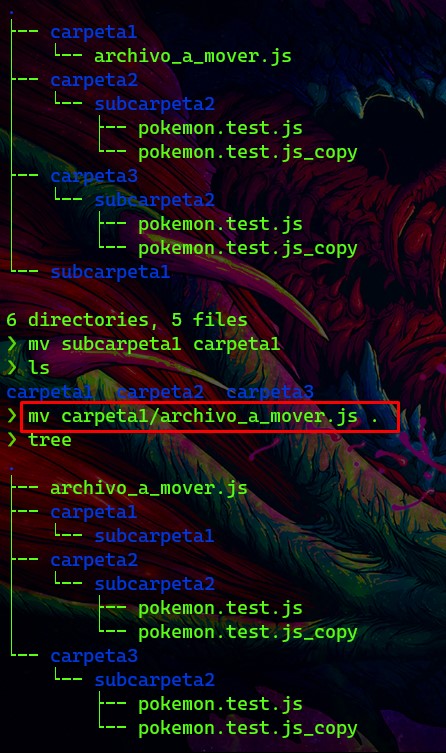 .
├── carpeta1
│   └── archivo_a_mover.js
├── carpeta2
│   └── subcarpeta2
│       ├── pokemon.test.js
│       └── pokemon.test.js_copy
├── carpeta3
│   └── subcarpeta2
│       ├── pokemon.test.js
│       └── pokemon.test.js_copy
└── subcarpeta1
6 directories, 5 files
❯ mv subcarpeta1 carpeta1
❯ ls
carpeta1  carpeta2  carpeta3
❯ mv carpeta1/archivo_a_mover.js .
❯ tree
.
├── archivo_a_mover.js
├── carpeta1
│   └── subcarpeta1
├── carpeta2
│   └── subcarpeta2
│       ├── pokemon.test.js
│       └── pokemon.test.js_copy
└── carpeta3
    └── subcarpeta2
        ├── pokemon.test.js
        └── pokemon.test.js_copy